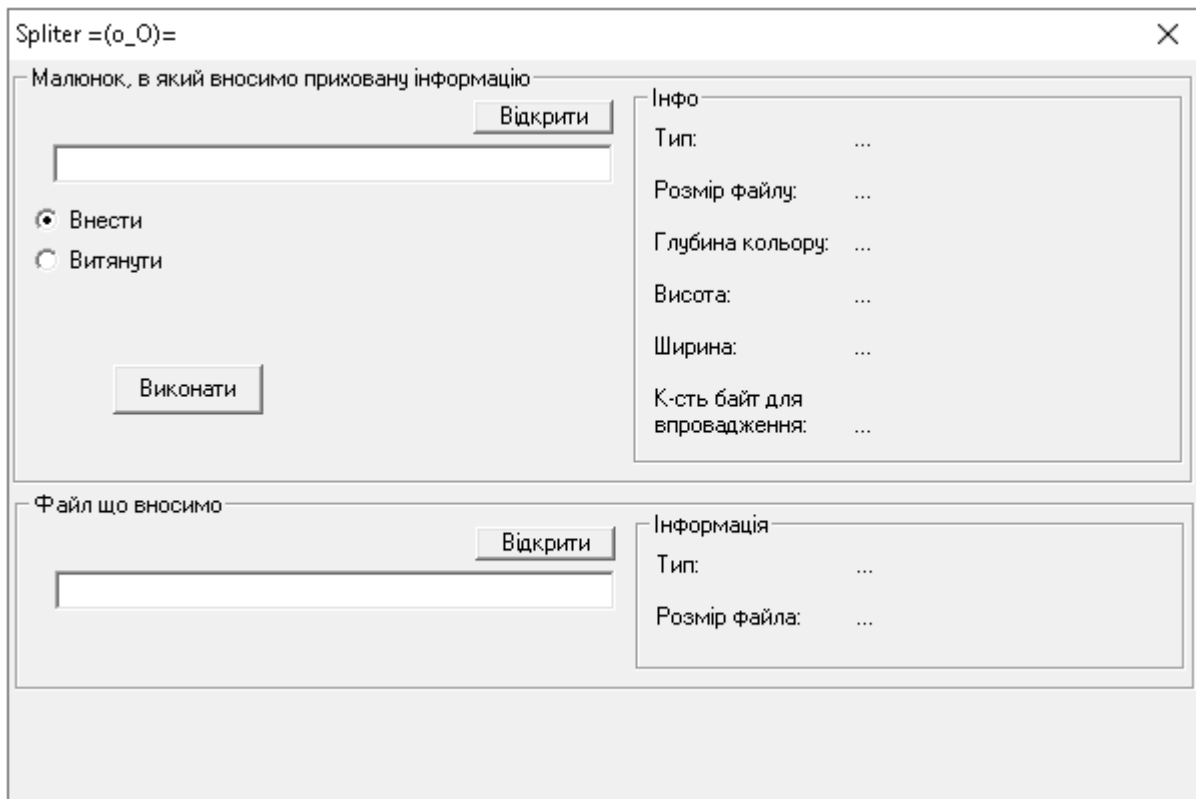 Spliter =(o_O)=
Малюнок, в який вносимо приховану інформацію
Відкрити
Внести
Витянути
Виконати
Інфо
Тип: ...
Розмір файлу: ...
Глубина кольору: ...
Висота: ...
Ширина: ...
К-сть байт для
впровадження: ...
Файл що вносимо
Відкрити
Інформація
Тип: ...
Розмір файла: ...